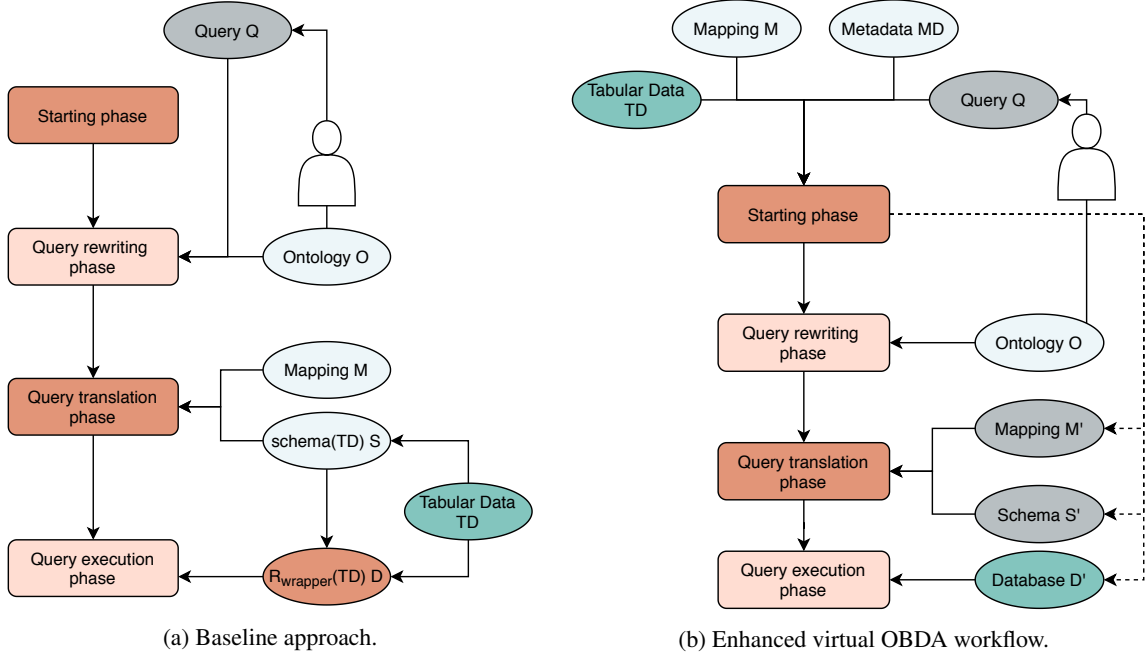 Query Q
Starting phase
Query rewriting
phase
Ontology O
Mapping M
Query translation
phase
schema(TD) S
Tabular Data
TD
Query execution
phase
Rwrapper(TD) D
(a) Baseline approach.
Mapping M
Metadata MD
Tabular Data
TD
Query Q
Starting phase
Query rewriting
phase
Ontology O
Mapping M'
Query translation
phase
Schema S'
Query execution
phase
Database D'
(b) Enhanced virtual OBDA workflow.